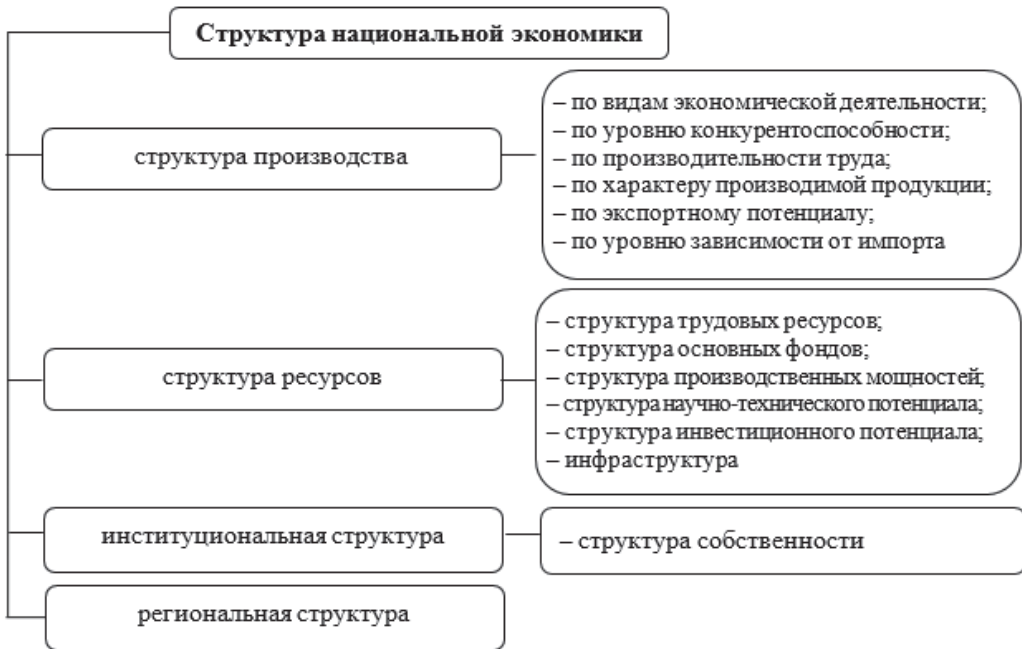 Структура национальной экономики
структура производства
– по видам экономической деятельности;
– по уровню конкурентоспособности;
– по производительности труда;
– по характеру производимой продукции;
– по экспортному потенциалу;
– по уровню зависимости от импорта
структура ресурсов
– структура трудовых ресурсов;
– структура основных фондов;
– структура производственных мощностей;
– структура научно-технического потенциала;
– структура инвестиционного потенциала;
– инфраструктура
институциональная структура
– структура собственности
региональная структура